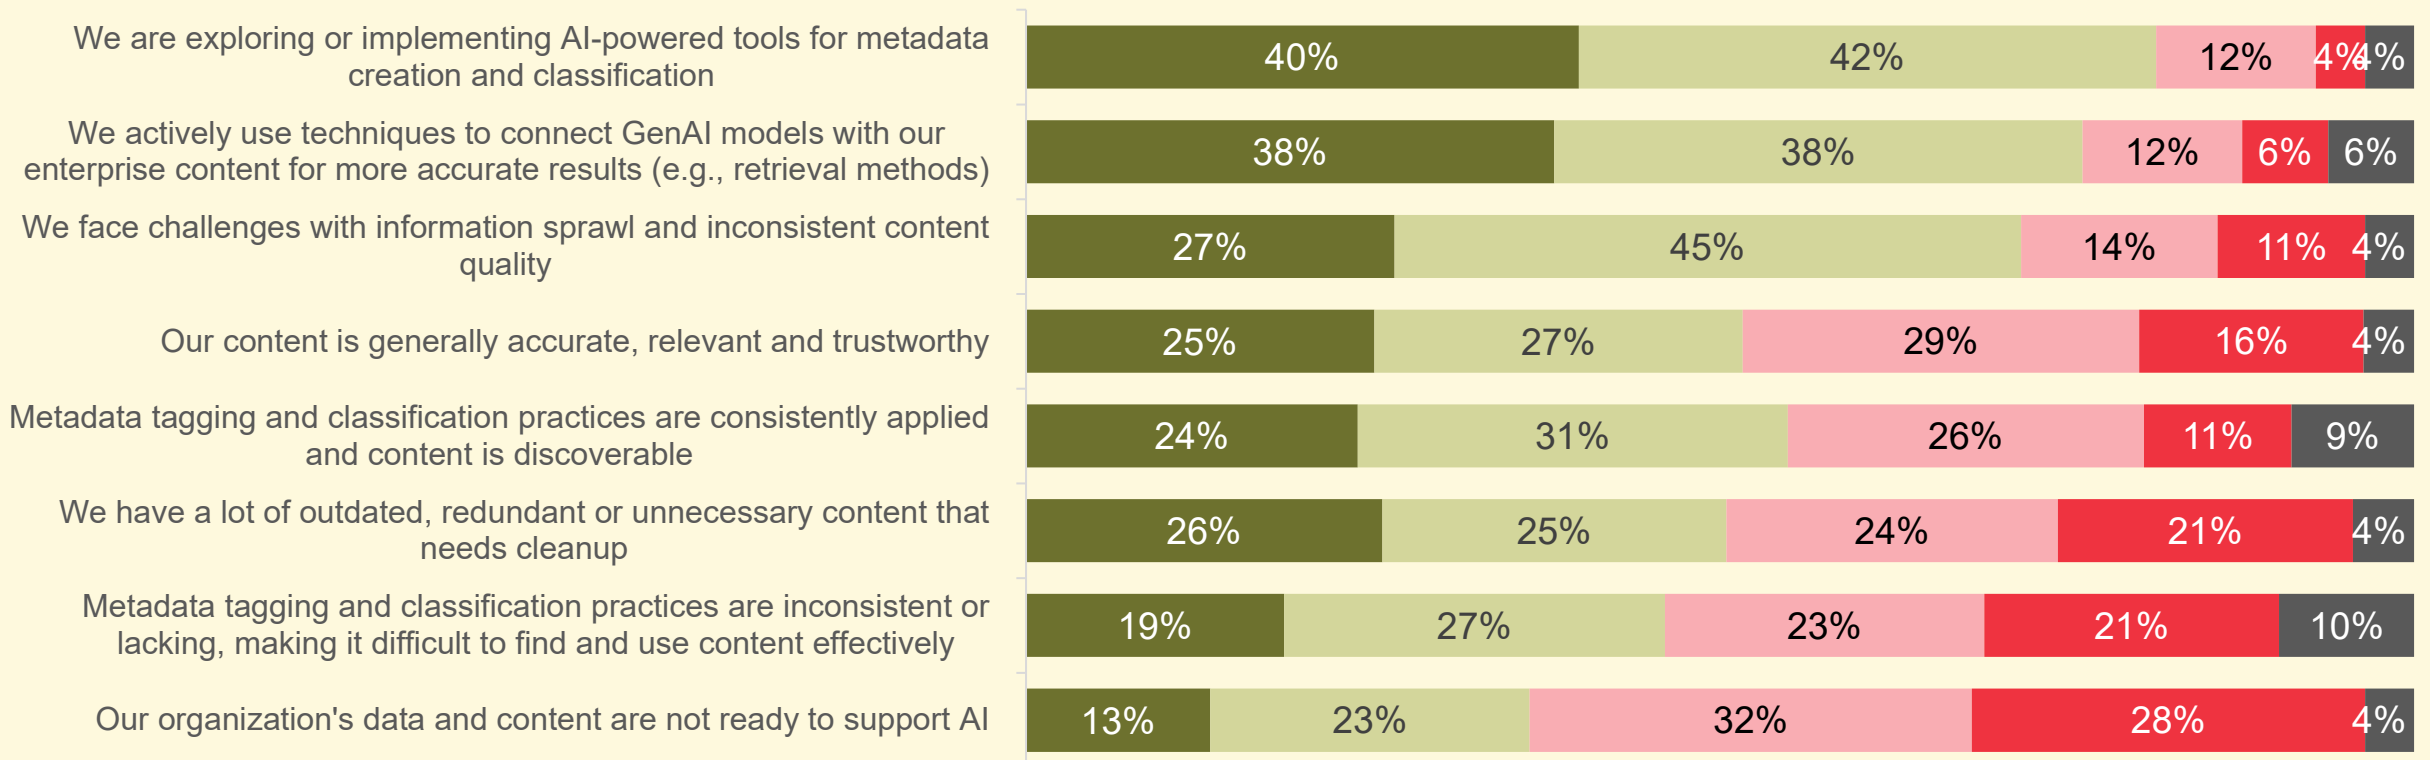 We are exploring or implementing AI-powered tools for metadata
creation and classification
40% 42% 12% 4% 4%
We actively use techniques to connect GenAI models with our
enterprise content for more accurate results (e.g., retrieval methods)
38% 38% 12% 6% 6%
We face challenges with information sprawl and inconsistent content
quality
27% 45% 14% 11% 4%
Our content is generally accurate, relevant and trustworthy
25% 27% 29% 16% 4%
Metadata tagging and classification practices are consistently applied
and content is discoverable
24% 31% 26% 11% 9%
We have a lot of outdated, redundant or unnecessary content that
needs cleanup
26% 25% 24% 21% 4%
Metadata tagging and classification practices are inconsistent or
lacking, making it difficult to find and use content effectively
19% 27% 23% 21% 10%
Our organization's data and content are not ready to support AI
13% 23% 32% 28% 4%